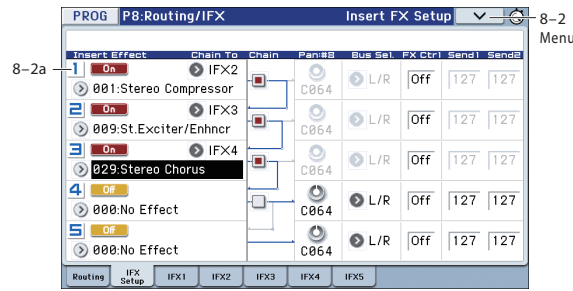 PROG P8:Routing/IFX Insert FX Setup
8–2
Menu
Insert Effect Chain To Chain Pan:#8 Bus Sel. FX Ctrl Send1 Send2
8–2a
1 On IFX2
001:Stereo Compressor C064 L/R Off 127 127
2 On IFX3
009:St.Exciter/Enhncr C064 L/R Off 127 127
3 On IFX4
029:Stereo Chorus C064 L/R Off 127 127
4 Off
000:No Effect C064 L/R Off 127 127
5 Off
000:No Effect C064 L/R Off 127 127
Routing IFX Setup IFX1 IFX2 IFX3 IFX4 IFX5